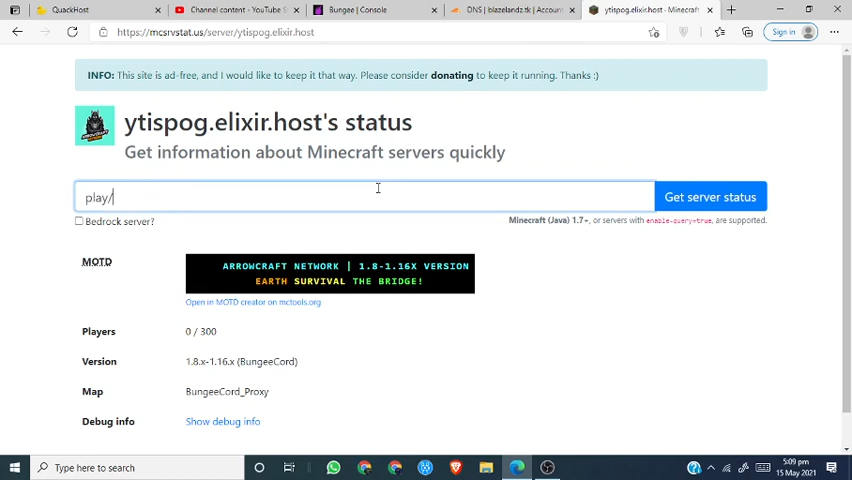 QuackHost
Channel content - YouTube S
Bungee | Console
DNS | blazelandz.tk | Account
ytispog.elixir.host - Minecraft
https://mcsrvstat.us/server/ytispog.elixir.host
Sign in
INFO: This site is ad-free, and I would like to keep it that way. Please consider donating to keep it running. Thanks :)
ytispog.elixir.host's status
Get information about Minecraft servers quickly
play/
Get server status
Bedrock server?
Minecraft (Java) 1.7+, or servers with enable-query=true, are supported.
MOTD
ARROWCRAFT NETWORK | 1.8-1.16X VERSION
EARTH SURVIVAL THE BRIDGE!
Open in MOTD creator on mctools.org
Players
0 / 300
Version
1.8.x-1.16.x (BungeeCord)
Map
BungeeCord_Proxy
Debug info
Show debug info
Type here to search
5:09 pm
15 May 2021